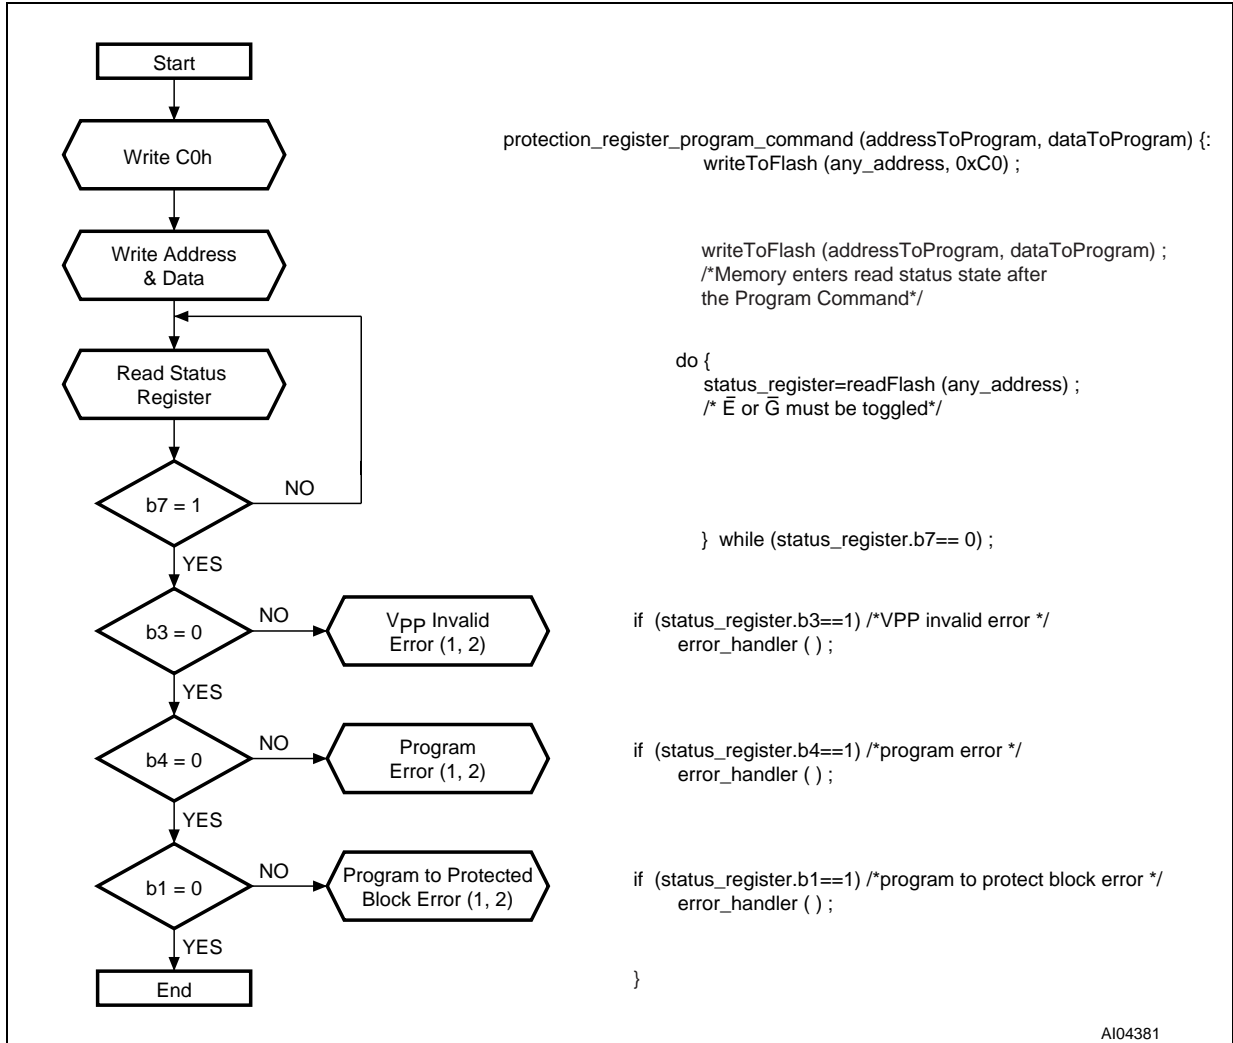 Start
Write C0h
protection_register_program_command (addressToProgram, dataToProgram) {:
writeToFlash (any_address, 0xC0) ;
Write Address
& Data
writeToFlash (addressToProgram, dataToProgram) ;
/*Memory enters read status state after
the Program Command*/
Read Status
Register
do {
status_register=readFlash (any_address) ;
/* E̅ or G̅ must be toggled*/
b7 = 1
NO
YES
} while (status_register.b7== 0) ;
b3 = 0
NO
YES
VPP Invalid
Error (1, 2)
if (status_register.b3==1) /*VPP invalid error */
error_handler ( ) ;
b4 = 0
NO
YES
Program
Error (1, 2)
if (status_register.b4==1) /*program error */
error_handler ( ) ;
b1 = 0
NO
YES
Program to Protected
Block Error (1, 2)
if (status_register.b1==1) /*program to protect block error */
error_handler ( ) ;
End
}
AI04381